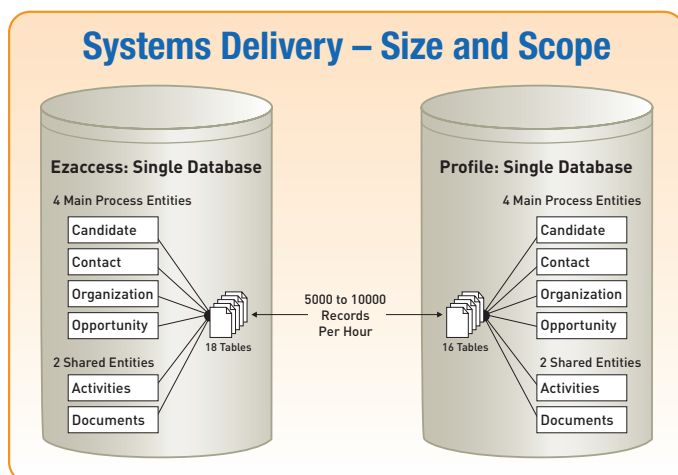 Systems Delivery – Size and Scope
Ezaccess: Single Database
4 Main Process Entities
Candidate
Contact
Organization
Opportunity
18 Tables
2 Shared Entities
Activities
Documents
5000 to 10000
Records
Per Hour
Profile: Single Database
4 Main Process Entities
Candidate
Contact
Organization
Opportunity
16 Tables
2 Shared Entities
Activities
Documents